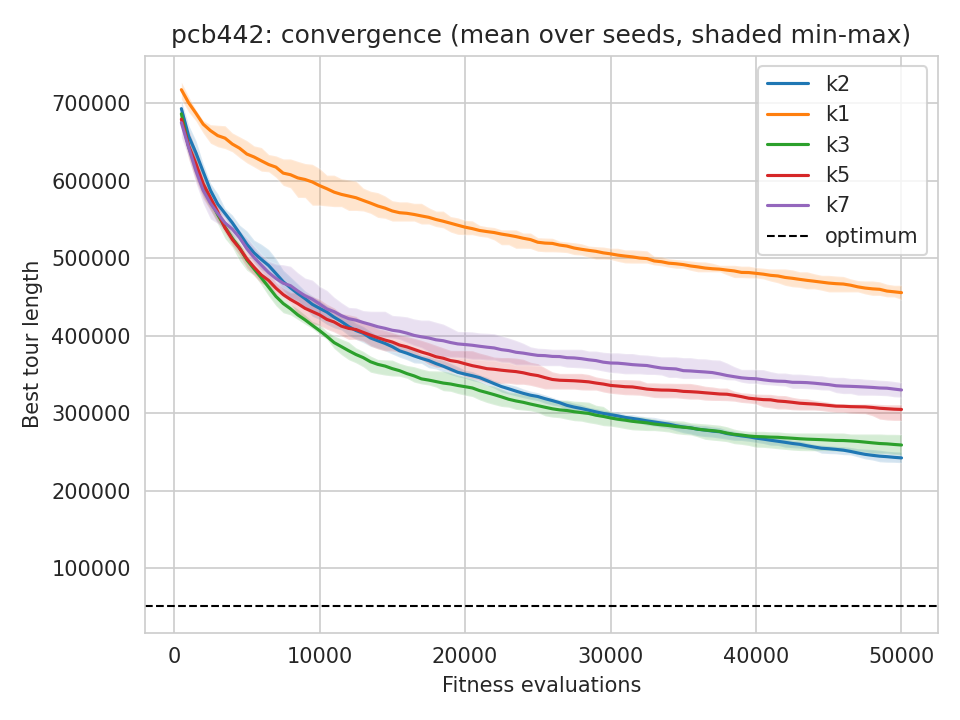 pcb442: convergence (mean over seeds, shaded min-max)
k2
k1
k3
k5
k7
optimum
Best tour length
700000
600000
500000
400000
300000
200000
100000
0
10000
20000
30000
40000
50000
Fitness evaluations